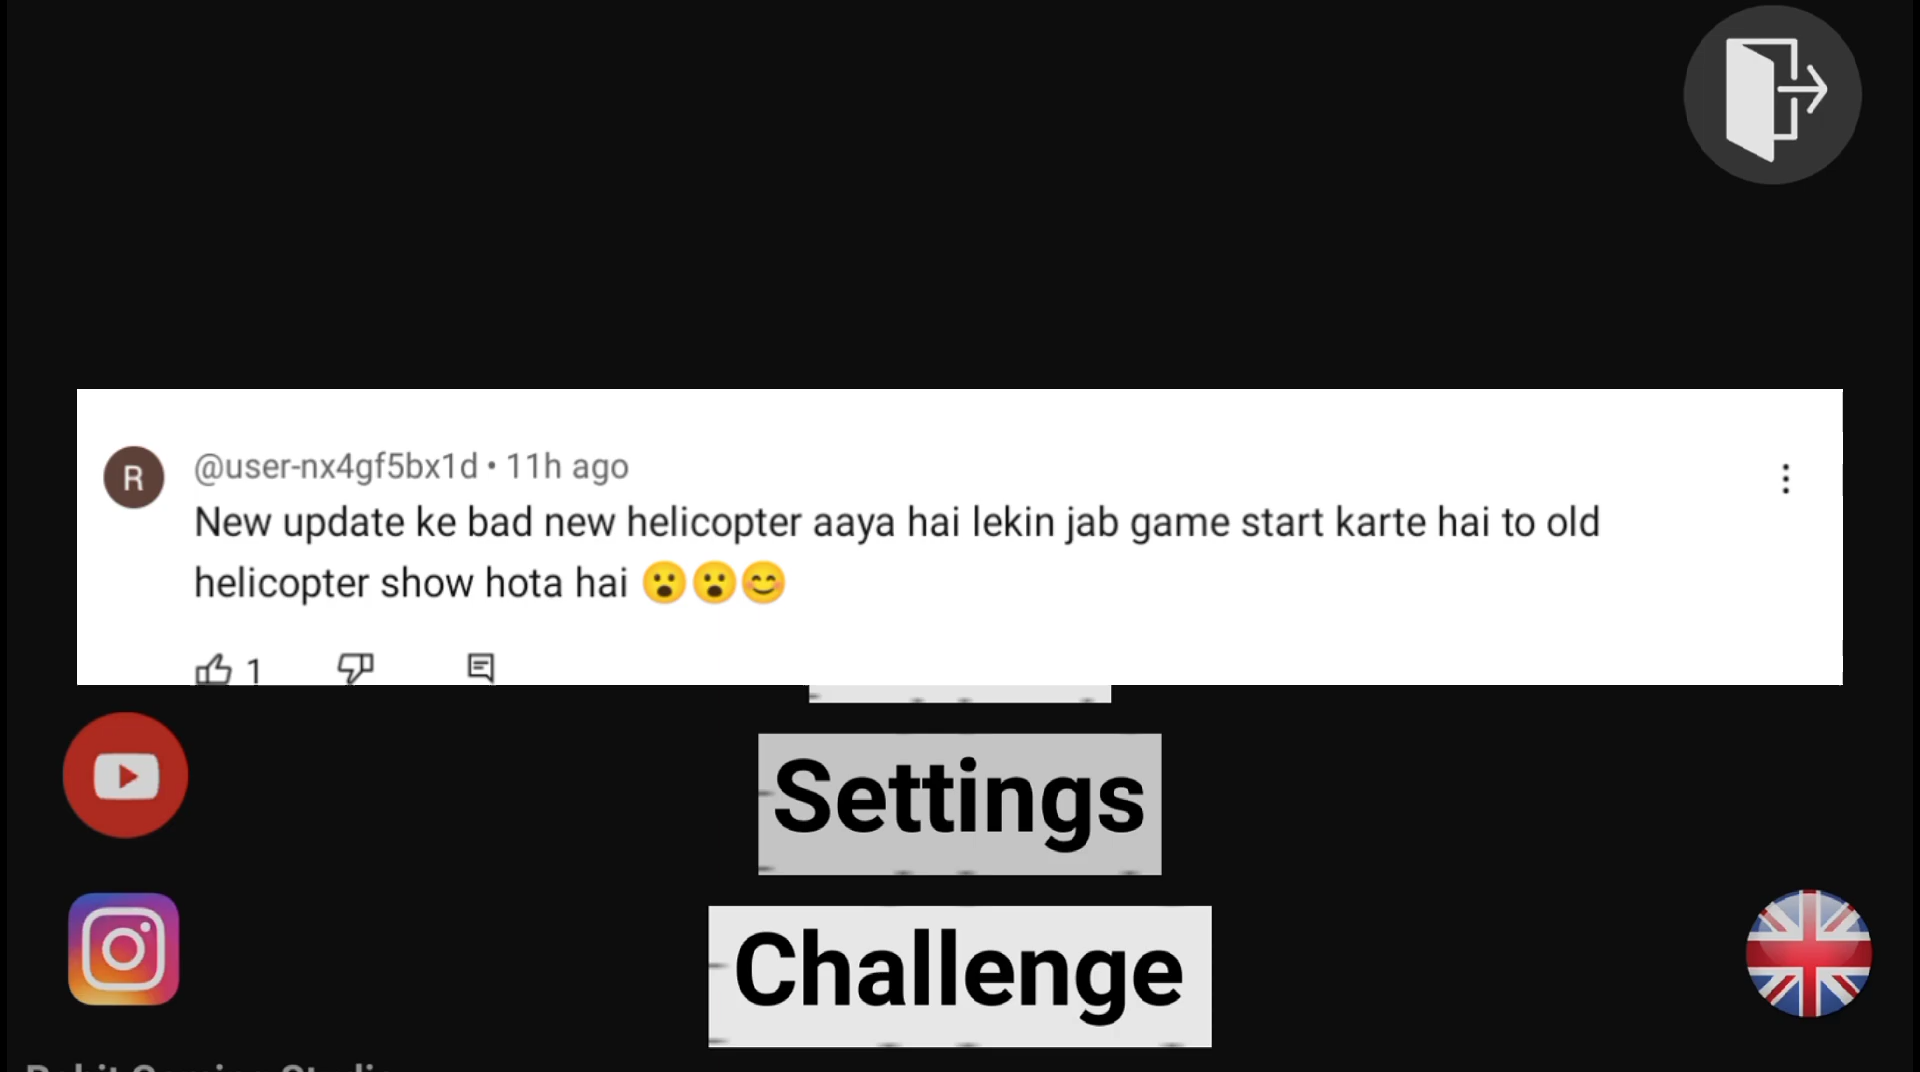 R
@user-nx4gf5bx1d • 11h ago
New update ke bad new helicopter aaya hai lekin jab game start karte hai to old
helicopter show hota hai 😮😮😊
1
Settings
Challenge